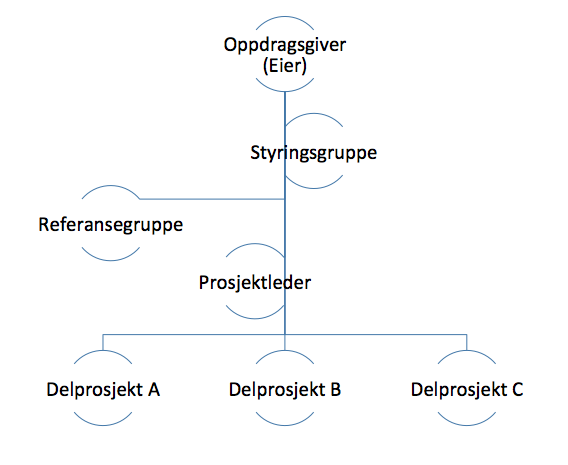 Oppdragsgiver
(Eier)
Styringsgruppe
Referansegruppe
Prosjektleder
Delprosjekt A
Delprosjekt B
Delprosjekt C